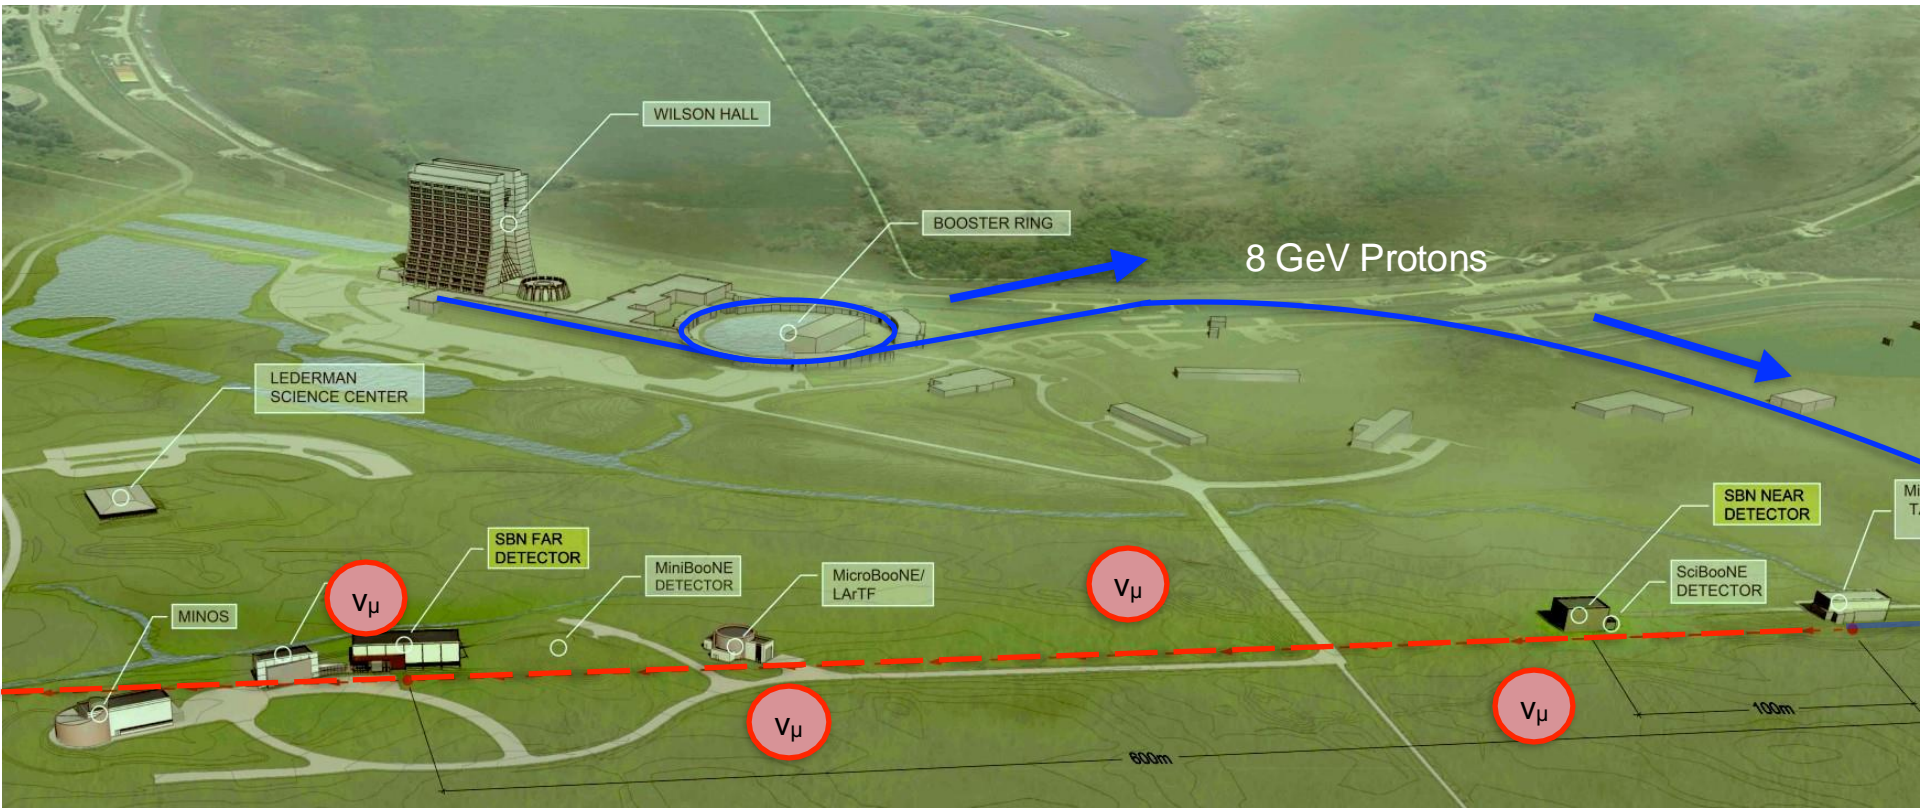 WILSON HALL
BOOSTER RING
8 GeV Protons
LEDERMAN
SCIENCE CENTER
SBN NEAR
DETECTOR
SBN FAR
DETECTOR
MiniBooNE
DETECTOR
MicroBooNE/
LArTF
SciBooNE
DETECTOR
MINOS
νμ
νμ
νμ
νμ
100m
600m